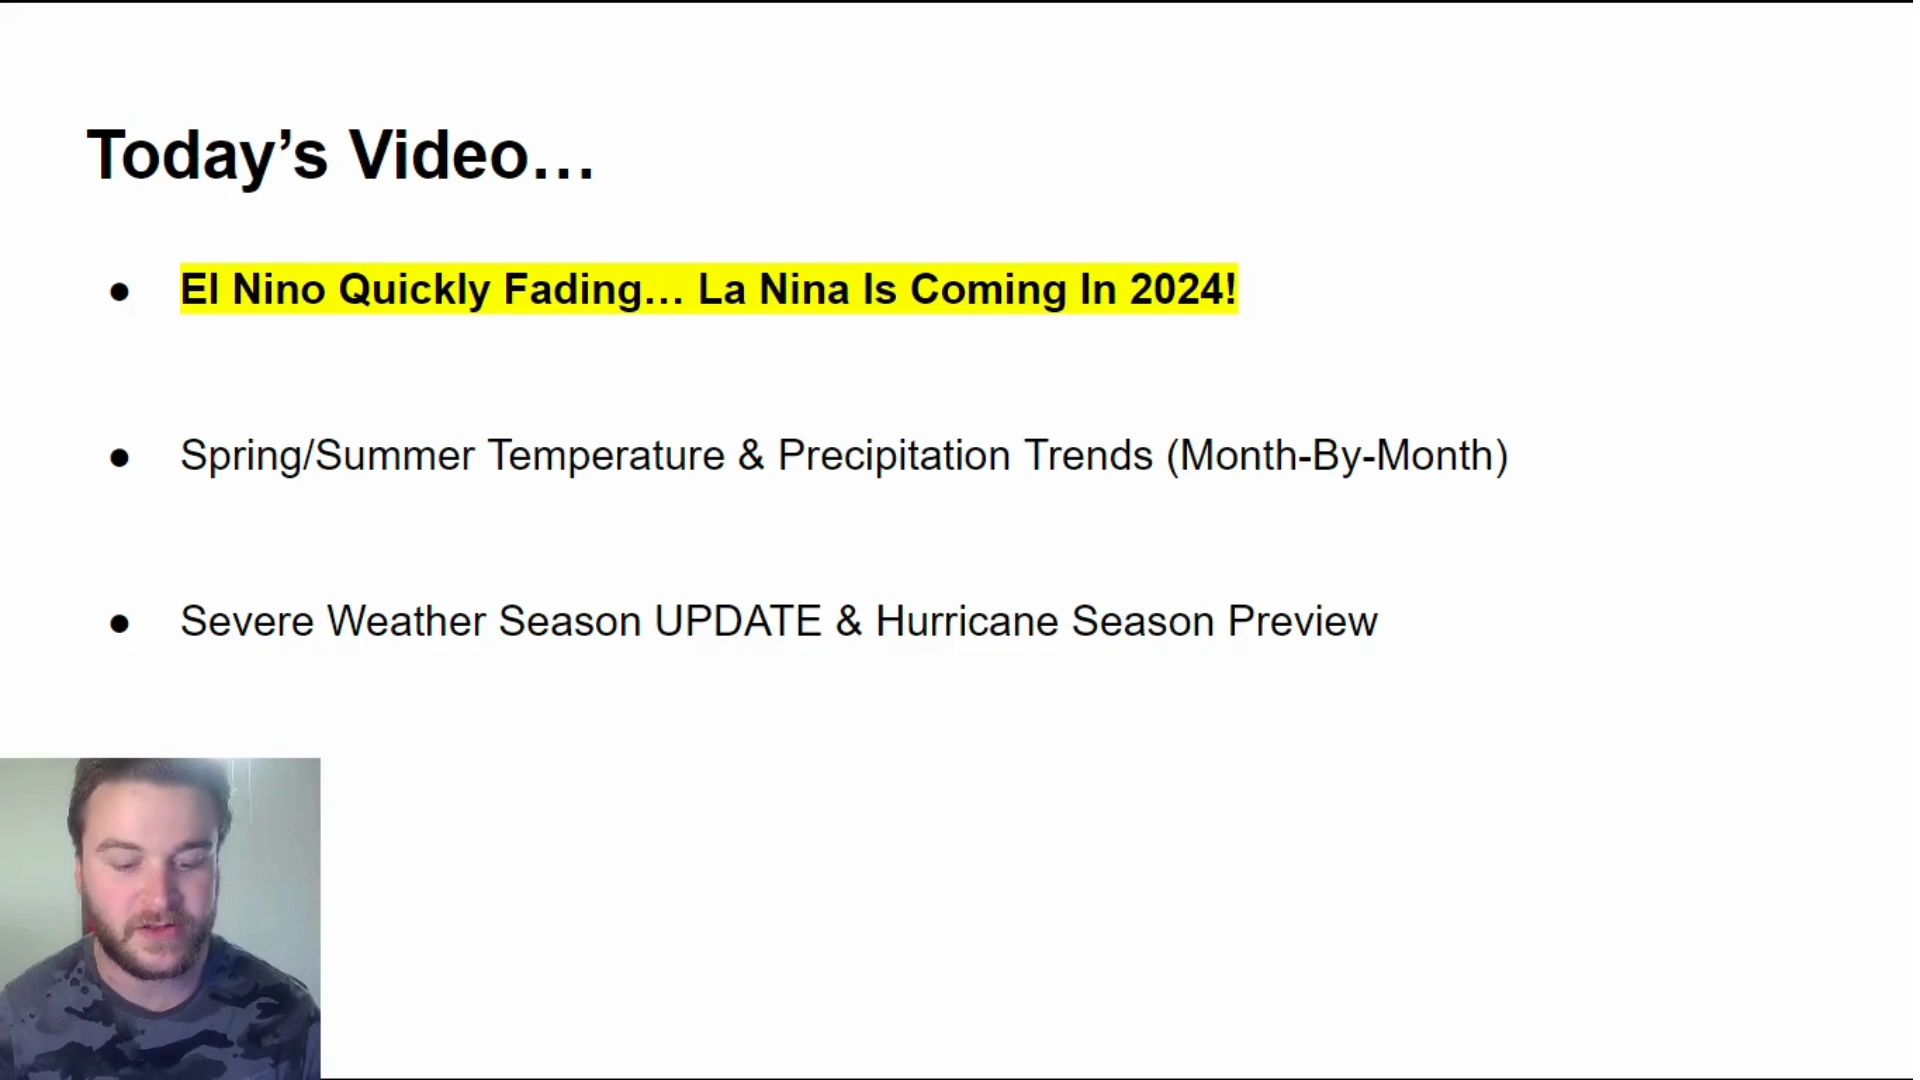 Today’s Video…
● El Nino Quickly Fading… La Nina Is Coming In 2024!
● Spring/Summer Temperature & Precipitation Trends (Month-By-Month)
● Severe Weather Season UPDATE & Hurricane Season Preview